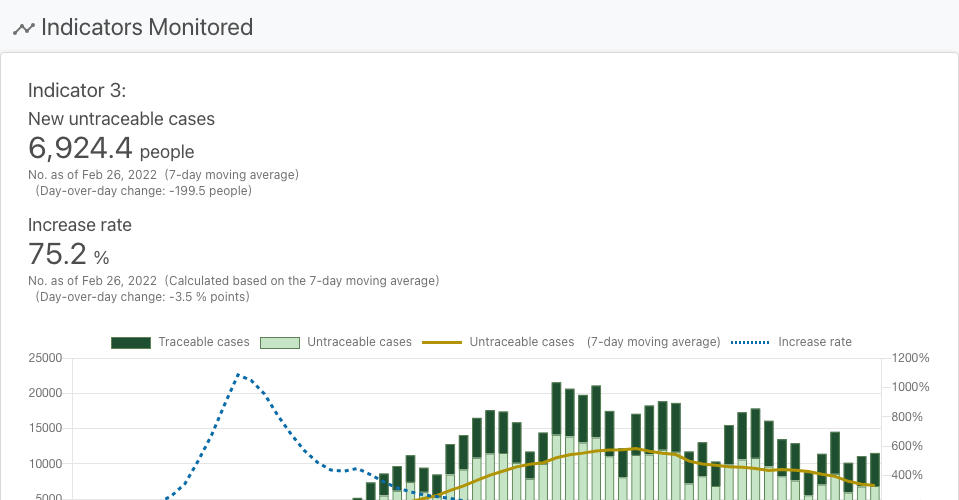 Indicators Monitored
Indicator 3:
New untraceable cases
6,924.4 people
No. as of Feb 26, 2022 (7-day moving average)
(Day-over-day change: -199.5 people)
Increase rate
75.2 %
No. as of Feb 26, 2022 (Calculated based on the 7-day moving average)
(Day-over-day change: -3.5 % points)
Traceable cases Untraceable cases Untraceable cases (7-day moving average) Increase rate
25000 1200%
20000 1000%
15000 800%
10000 600%
5000 400%